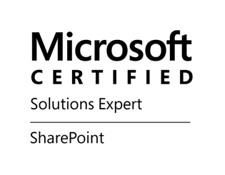 Microsoft
CERTIFIED
Solutions Expert
SharePoint